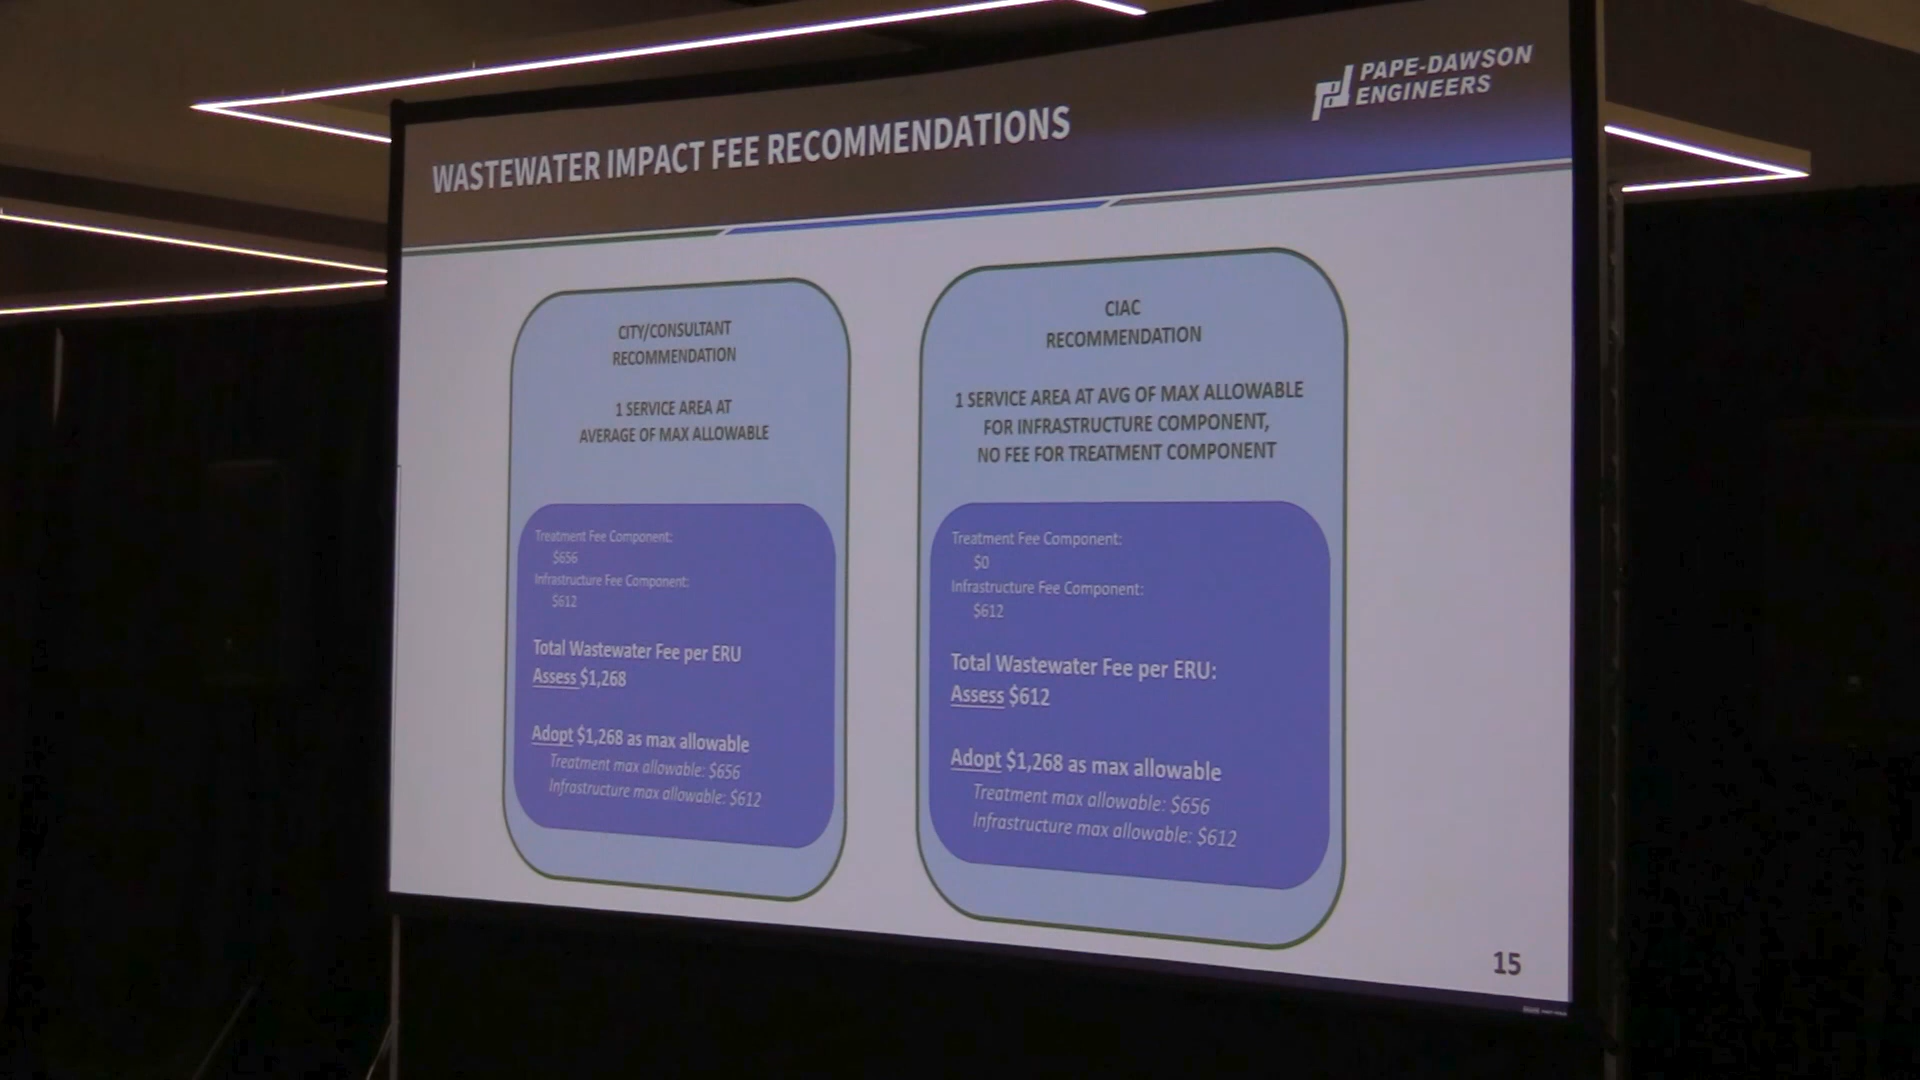 PAPE-DAWSON
ENGINEERS
WASTEWATER IMPACT FEE RECOMMENDATIONS
CITY/CONSULTANT
RECOMMENDATION
1 SERVICE AREA AT
AVERAGE OF MAX ALLOWABLE
Treatment Fee Component:
$656
Infrastructure Fee Component:
$612
Total Wastewater Fee per ERU
Assess $1,268
Adopt $1,268 as max allowable
Treatment max allowable: $656
Infrastructure max allowable: $612
CIAC
RECOMMENDATION
1 SERVICE AREA AT AVG OF MAX ALLOWABLE
FOR INFRASTRUCTURE COMPONENT,
NO FEE FOR TREATMENT COMPONENT
Treatment Fee Component:
$0
Infrastructure Fee Component:
$612
Total Wastewater Fee per ERU:
Assess $612
Adopt $1,268 as max allowable
Treatment max allowable: $656
Infrastructure max allowable: $612
15